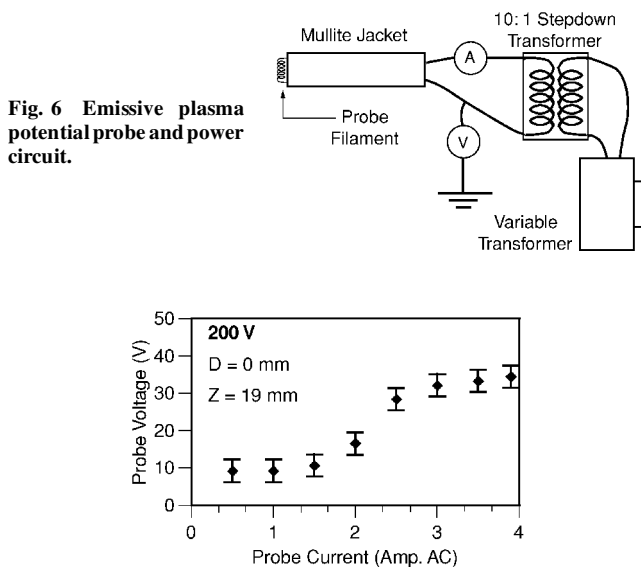 10: 1 Stepdown
Transformer
Mullite Jacket
A
Fig. 6 Emissive plasma
potential probe and power
circuit.
Probe
Filament
V
Variable
Transformer
50
40
30
20
10
0
Probe Voltage (V)
200 V
D = 0 mm
Z = 19 mm
0 1 2 3 4
Probe Current (Amp. AC)